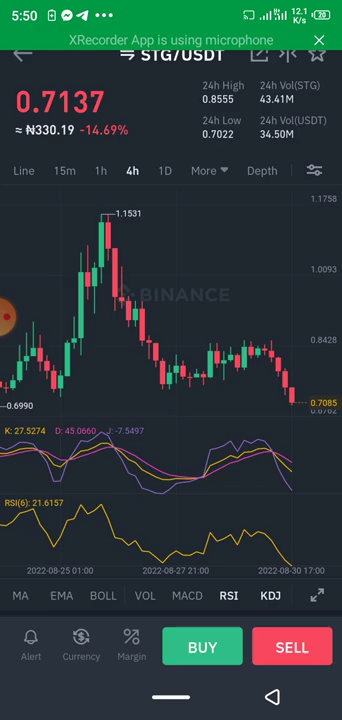 5:50
12.1
K/s
20
XRecorder App is using microphone
STG/USDT
0.7137
≈ ₦330.19 -14.69%
24h High
0.8555
24h Vol(STG)
43.41M
24h Low
0.7022
24h Vol(USDT)
34.50M
Line 15m 1h 4h 1D More Depth
1.1758
1.1531
1.0093
BINANCE
0.8428
0.7085
0.6990
K: 27.5274 D: 45.0660 J: -7.5497
RSI(6): 21.6157
2022-08-25 01:00 2022-08-27 21:00 2022-08-30 17:00
MA EMA BOLL VOL MACD RSI KDJ
Alert
Currency
Margin
BUY
SELL